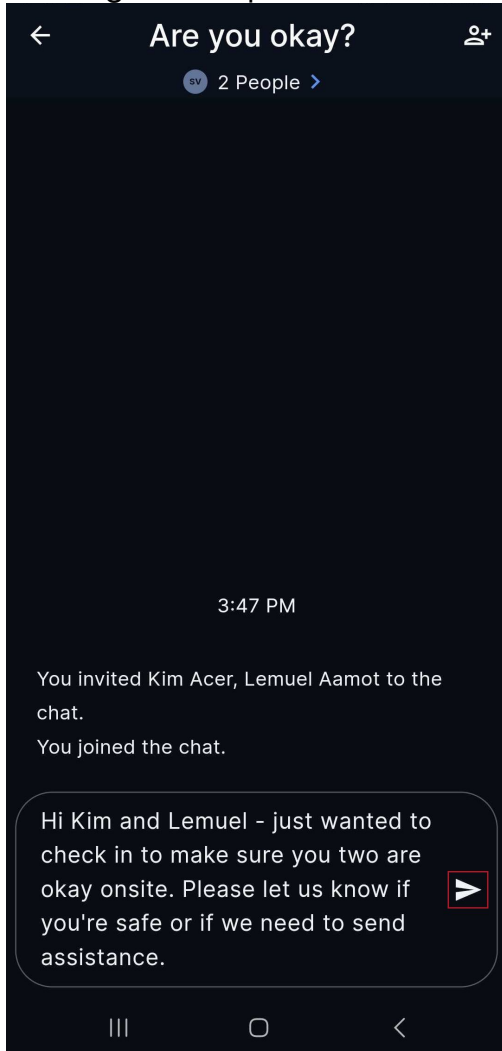 Are you okay?
SV 2 People
3:47 PM
You invited Kim Acer, Lemuel Aamot to the
chat.
You joined the chat.
Hi Kim and Lemuel - just wanted to
check in to make sure you two are
okay onsite. Please let us know if
you're safe or if we need to send
assistance.